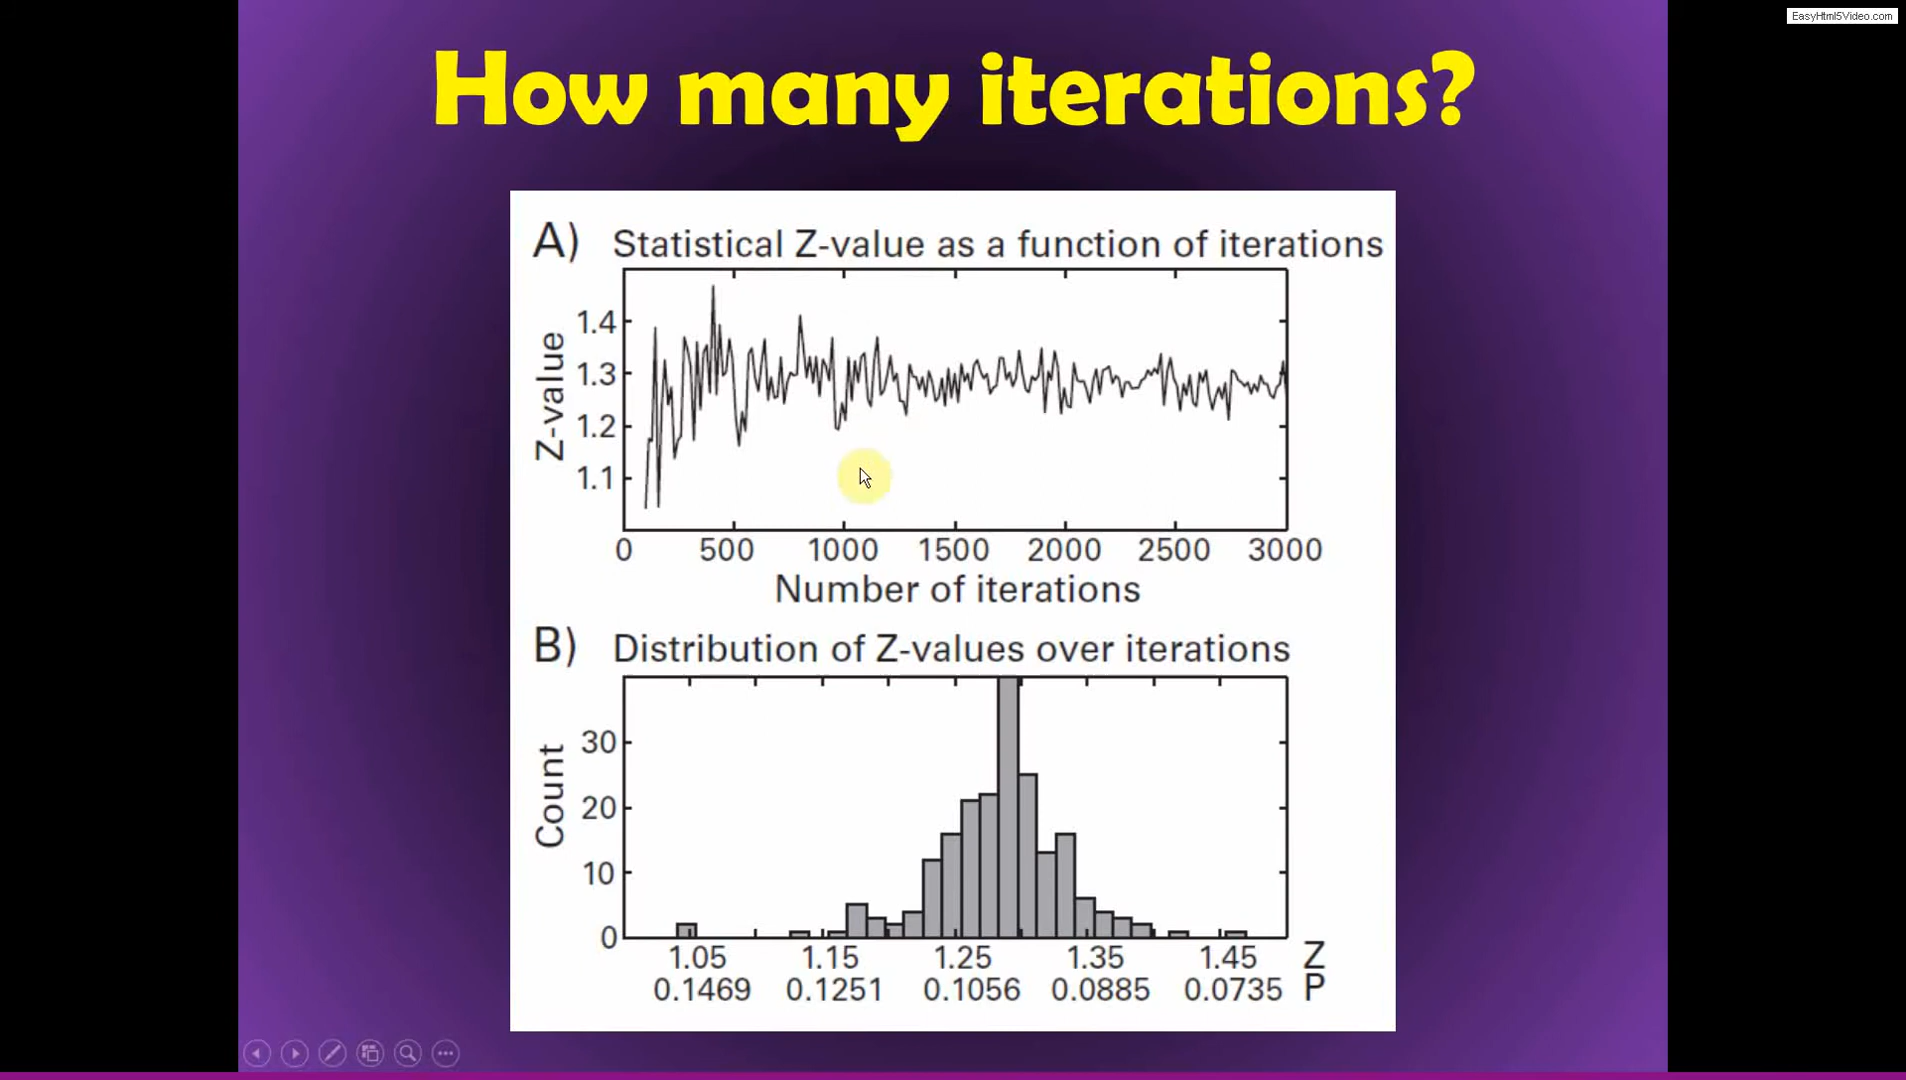 EasyHtml5Video.com
How many iterations?
A) Statistical Z-value as a function of iterations
Z-value
1.4
1.3
1.2
1.1
0 500 1000 1500 2000 2500 3000
Number of iterations
B) Distribution of Z-values over iterations
Count
30
20
10
0
1.05 1.15 1.25 1.35 1.45 Z
0.1469 0.1251 0.1056 0.0885 0.0735 P